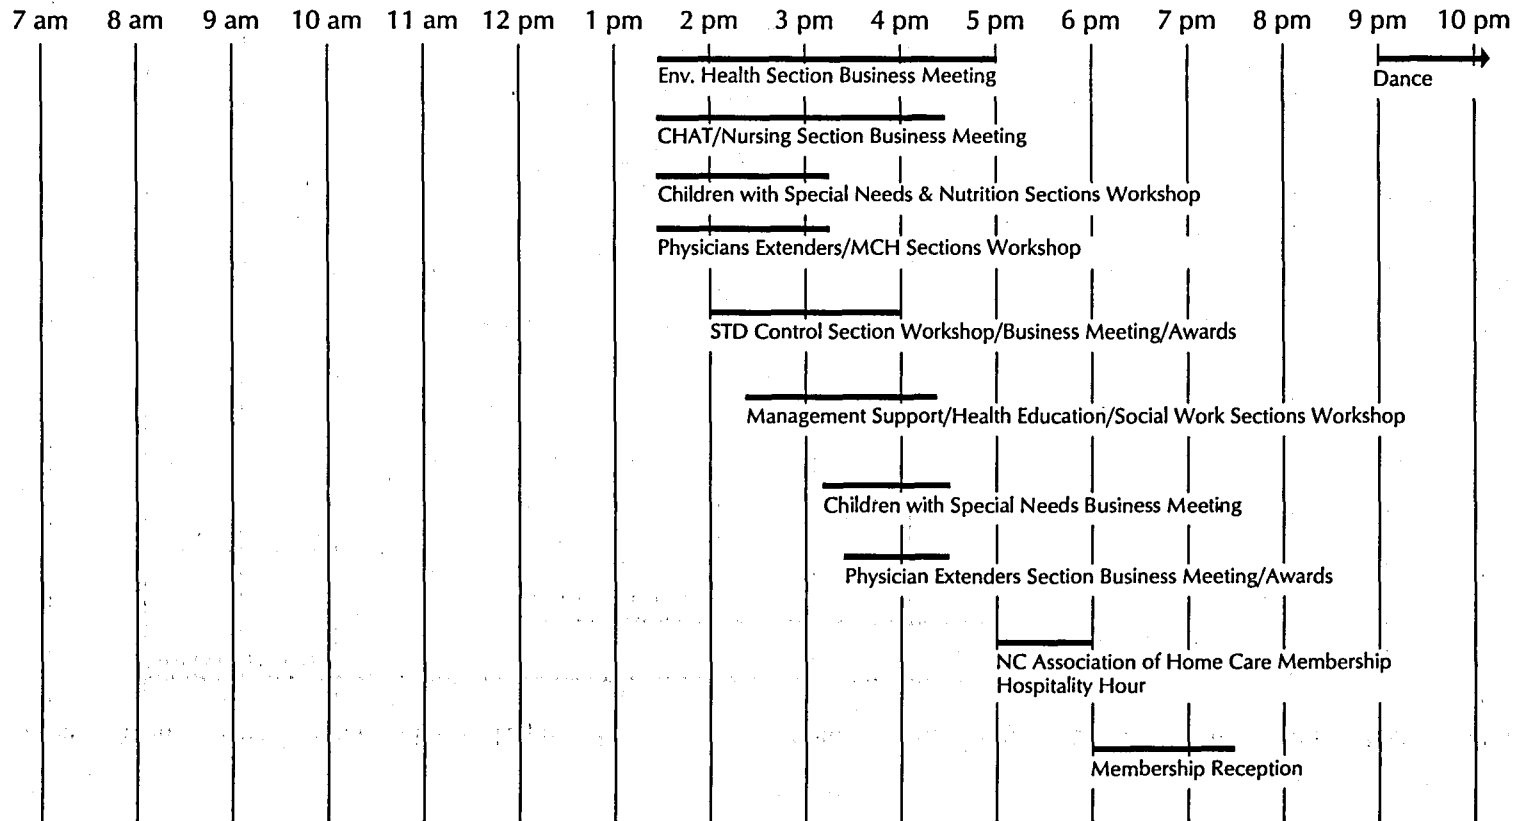 7 am 8 am 9 am 10 am 11 am 12 pm 1 pm 2 pm 3 pm 4 pm 5 pm 6 pm 7 pm 8 pm 9 pm 10 pm
Env. Health Section Business Meeting
Dance
CHAT/Nursing Section Business Meeting
Children with Special Needs & Nutrition Sections Workshop
Physicians Extenders/MCH Sections Workshop
STD Control Section Workshop/Business Meeting/Awards
Management Support/Health Education/Social Work Sections Workshop
Children with Special Needs Business Meeting
Physician Extenders Section Business Meeting/Awards
NC Association of Home Care Membership
Hospitality Hour
Membership Reception